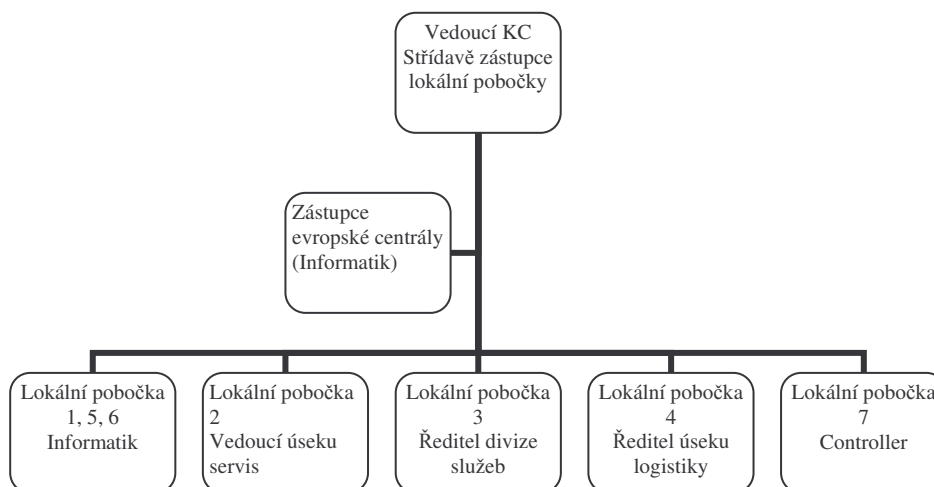 Vedoucí KC
Střídavě zástupce
lokální pobočky
Zástupce
evropské centrály
(Informatik)
Lokální pobočka
1, 5, 6
Informatik
Lokální pobočka
2
Vedoucí úseku
servis
Lokální pobočka
3
Ředitel divize
služeb
Lokální pobočka
4
Ředitel úseku
logistiky
Lokální pobočka
7
Controller